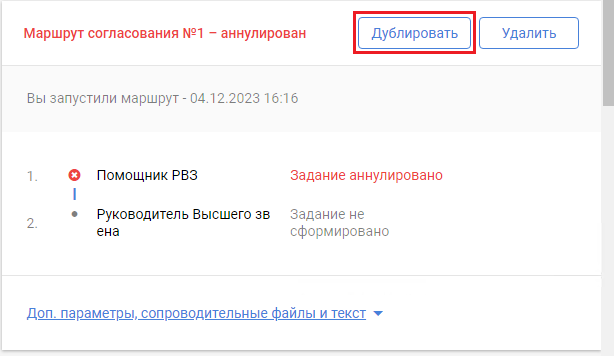 Маршрут согласования №1 – аннулирован
Дублировать
Удалить
Вы запустили маршрут - 04.12.2023 16:16
1.
Помощник РВЗ
Задание аннулировано
2.
Руководитель Высшего зв
ена
Задание не
сформировано
Доп. параметры, сопроводительные файлы и текст